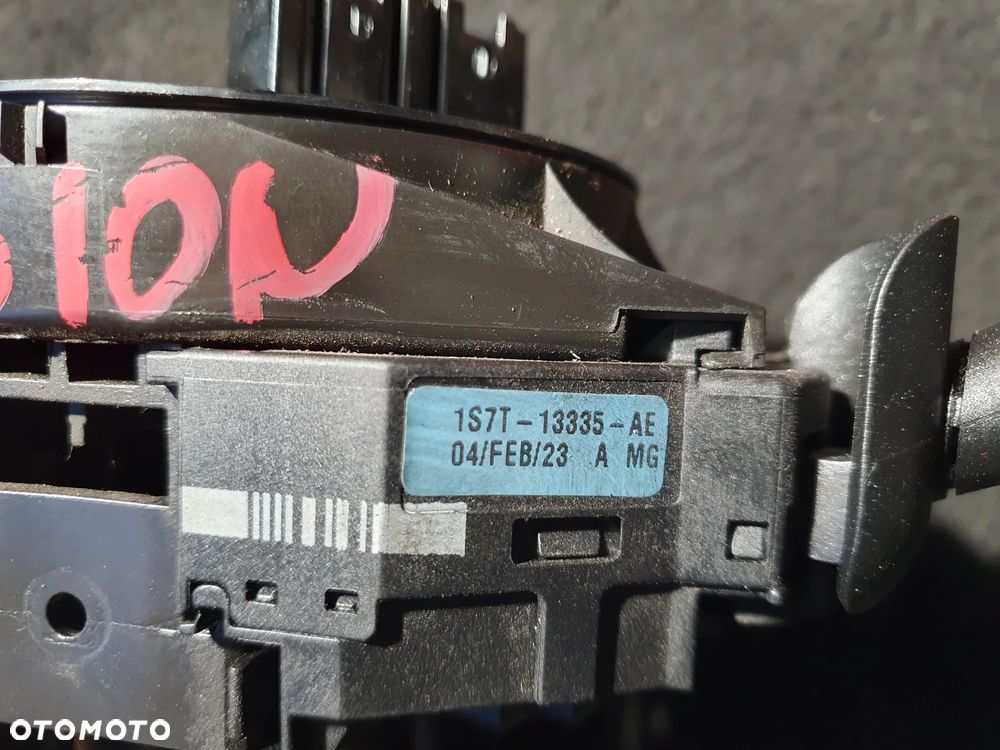 1S7T-13335-AE
04/FEB/23 A MG
OTOMOTO